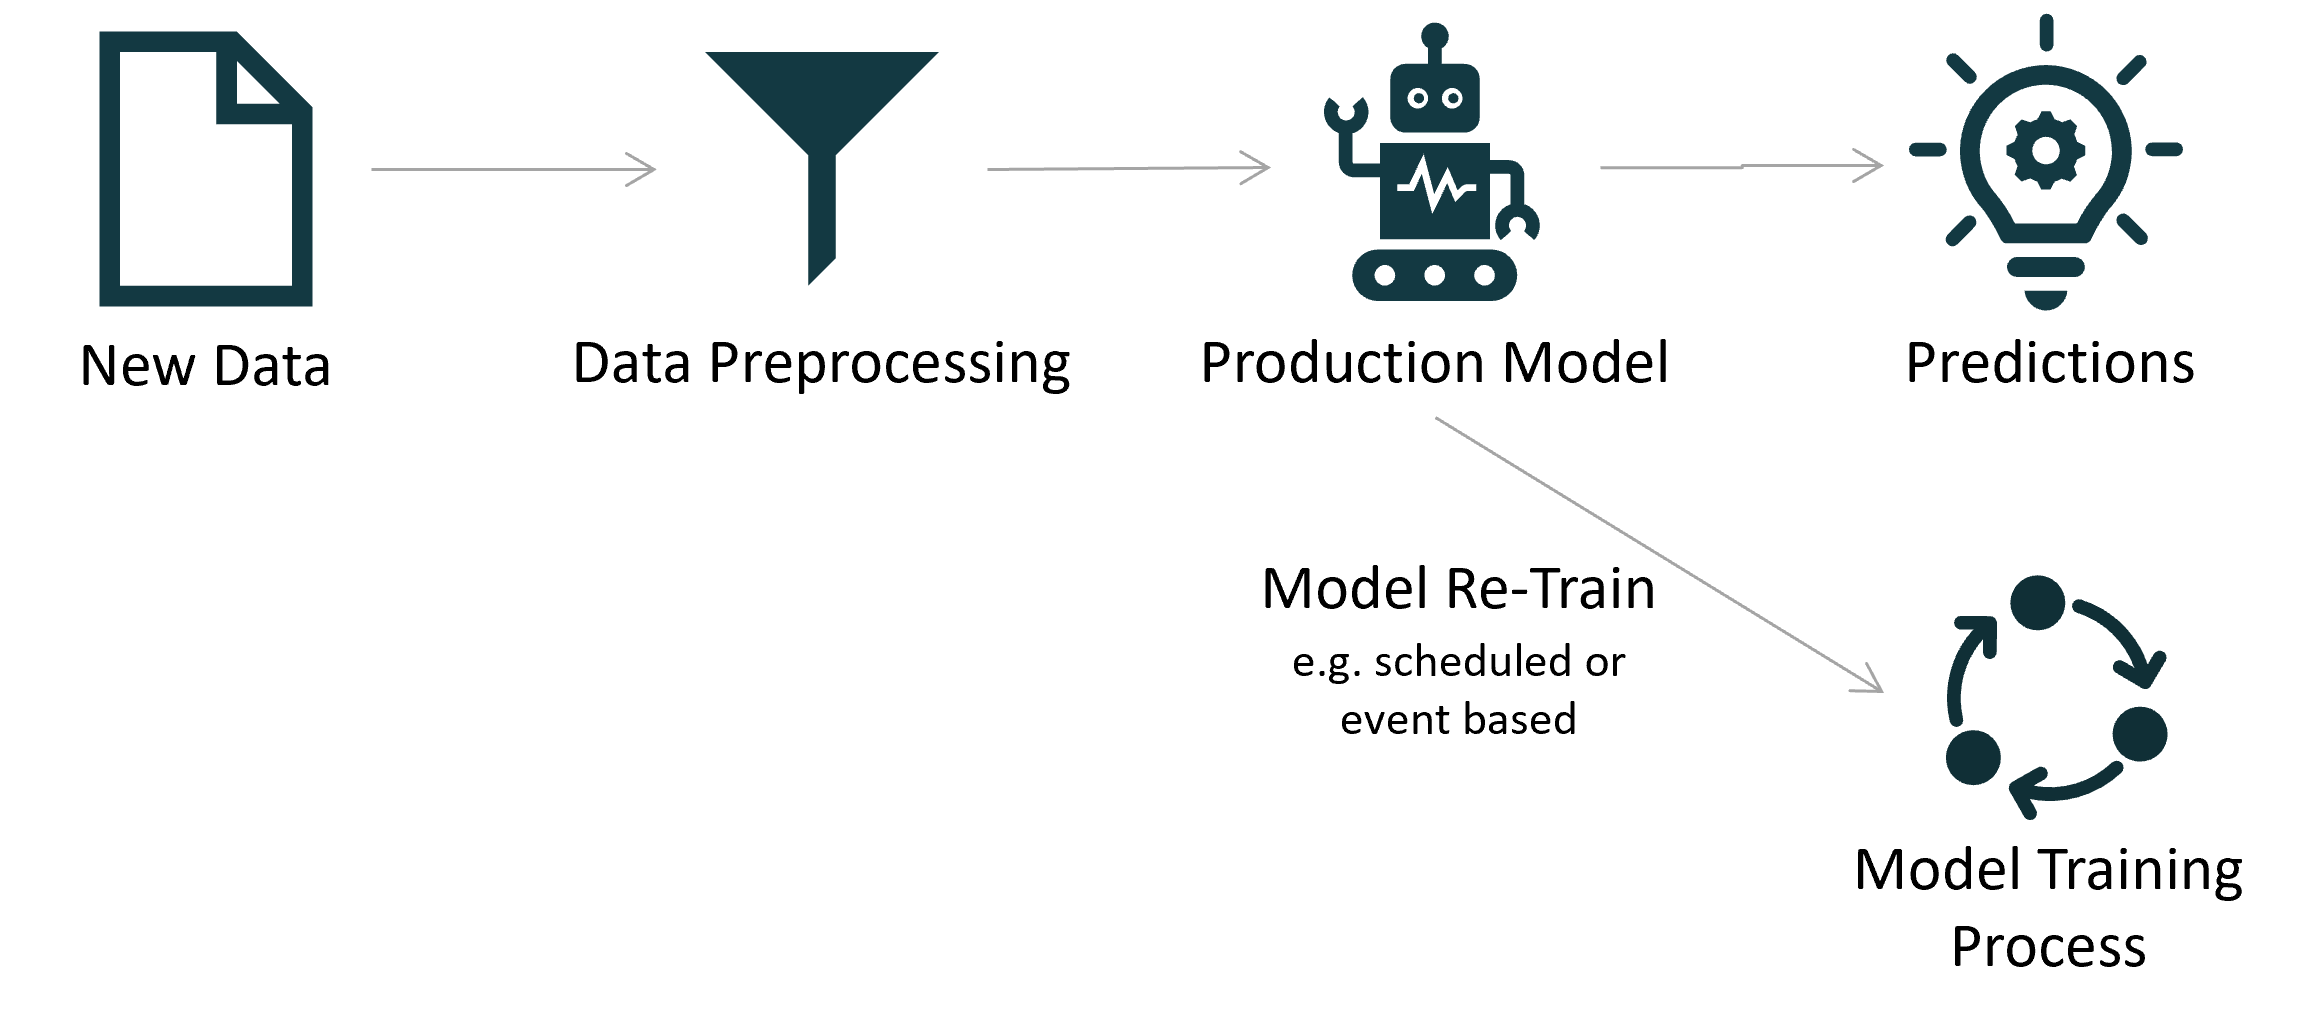 New Data
Data Preprocessing
Production Model
Predictions
Model Re-Train
e.g. scheduled or
event based
Model Training
Process